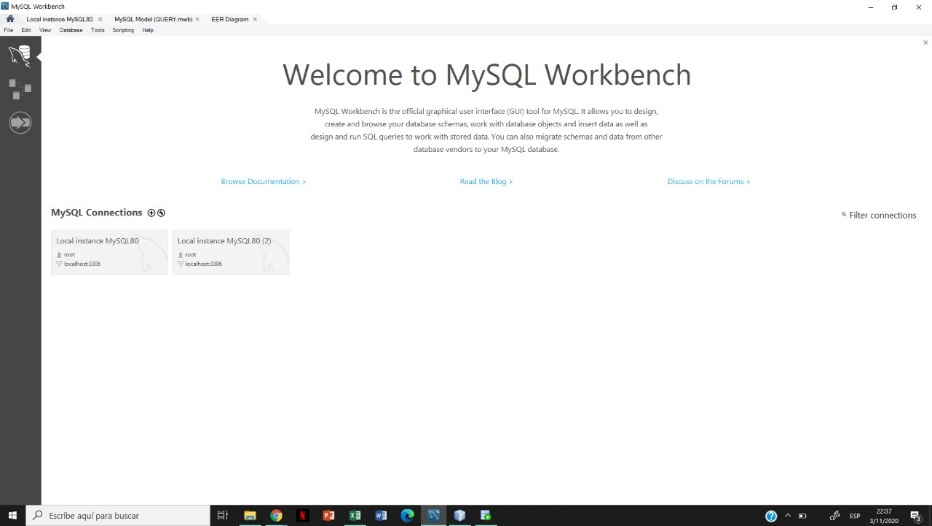 MySQL Workbench
Local instance MySQL80 × MySQL Model (QUERY.mwb) × EER Diagram ×
File Edit View Database Tools Scripting Help
Welcome to MySQL Workbench
MySQL Workbench is the official graphical user interface (GUI) tool for MySQL. It allows you to design,
create and browse your database schemas, work with database objects and insert data as well as
design and run SQL queries to work with stored data. You can also migrate schemas and data from other
database vendors to your MySQL database.
Browse Documentation > Read the Blog > Discuss on the Forums >
MySQL Connections
Filter connections
Local instance MySQL80 Local instance MySQL80 (2)
root root
localhost:3306 localhost:3306
Escribe aquí para buscar
ESP
22:37
3/11/2020